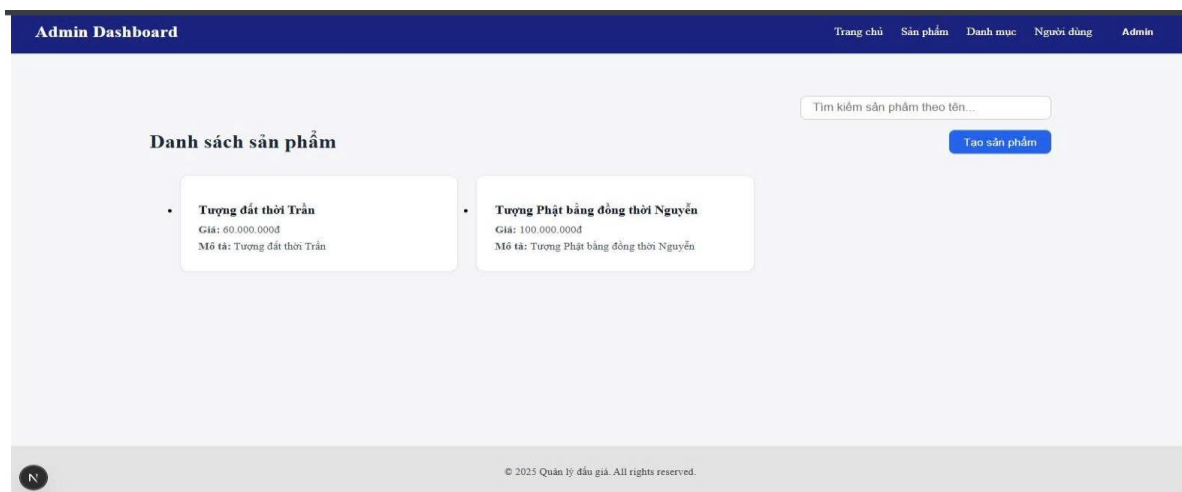 Admin Dashboard
Trang chủ Sản phẩm Danh mục Người dùng Admin
Tìm kiếm sản phẩm theo tên...
Danh sách sản phẩm
Tạo sản phẩm
Tượng đất thời Trần
Giá: 60.000.000đ
Mô tả: Tượng đất thời Trần
Tượng Phật bằng đồng thời Nguyễn
Giá: 100.000.000đ
Mô tả: Tượng Phật bằng đồng thời Nguyễn
N
© 2025 Quản lý đấu giá. All rights reserved.